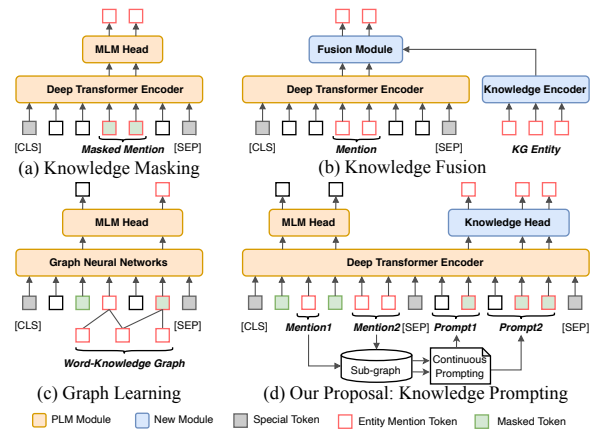 MLM Head
Deep Transformer Encoder
[CLS]
[SEP]
Masked Mention
(a) Knowledge Masking
Fusion Module
Deep Transformer Encoder
Knowledge Encoder
[CLS]
Mention
[SEP]
KG Entity
(b) Knowledge Fusion
MLM Head
Graph Neural Networks
[CLS]
[SEP]
Word-Knowledge Graph
(c) Graph Learning
MLM Head
Knowledge Head
Deep Transformer Encoder
[CLS]
Mention1
Mention2
[SEP]
Prompt1
Prompt2
[SEP]
Sub-graph
Continuous
Prompting
(d) Our Proposal: Knowledge Prompting
PLM Module
New Module
Special Token
Entity Mention Token
Masked Token